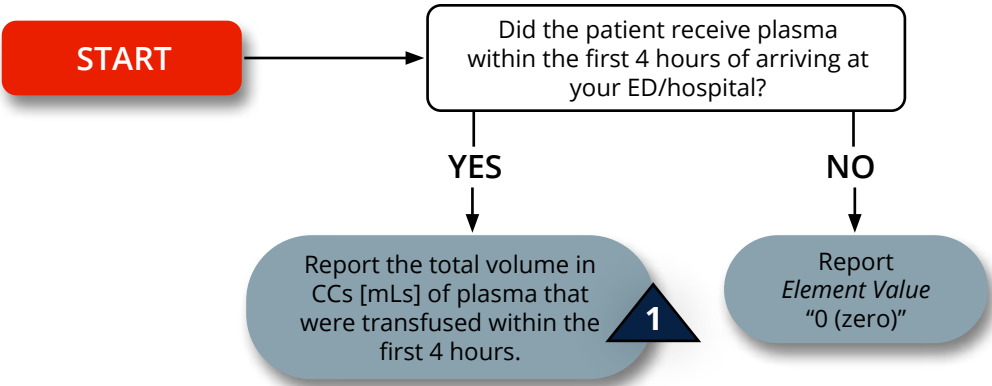 START
Did the patient receive plasma
within the first 4 hours of arriving at
your ED/hospital?
YES
NO
Report the total volume in
CCs [mLs] of plasma that
were transfused within the
first 4 hours.
1
Report
Element Value
“0 (zero)”